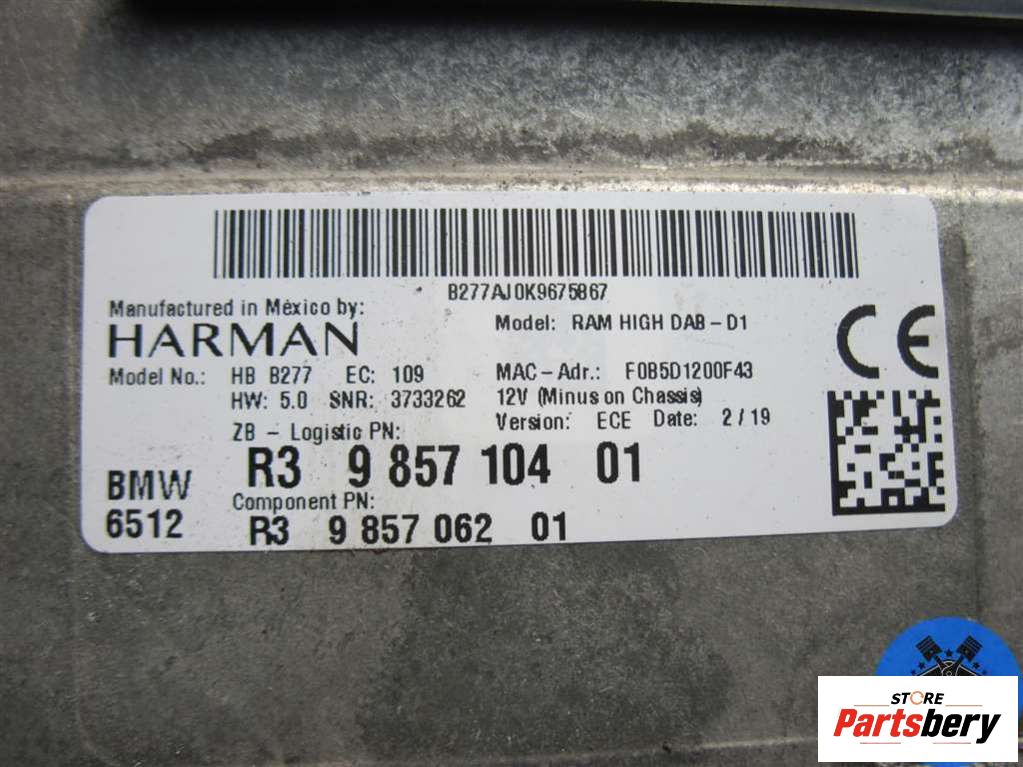 B277AJ0K9675867
Manufactured in México by:
HARMAN
Model: RAM HIGH DAB-D1
CE
Model No.: HB B277 EC: 109
MAC-Adr.: F0B5D1200F43
HW: 5.0 SNR: 3733262
12V (Minus on Chassis)
Version: ECE Date: 2/19
ZB - Logistic PN:
R3 9 857 104 01
BMW
6512
Component PN:
R3 9 857 062 01
STORE
Partsbery